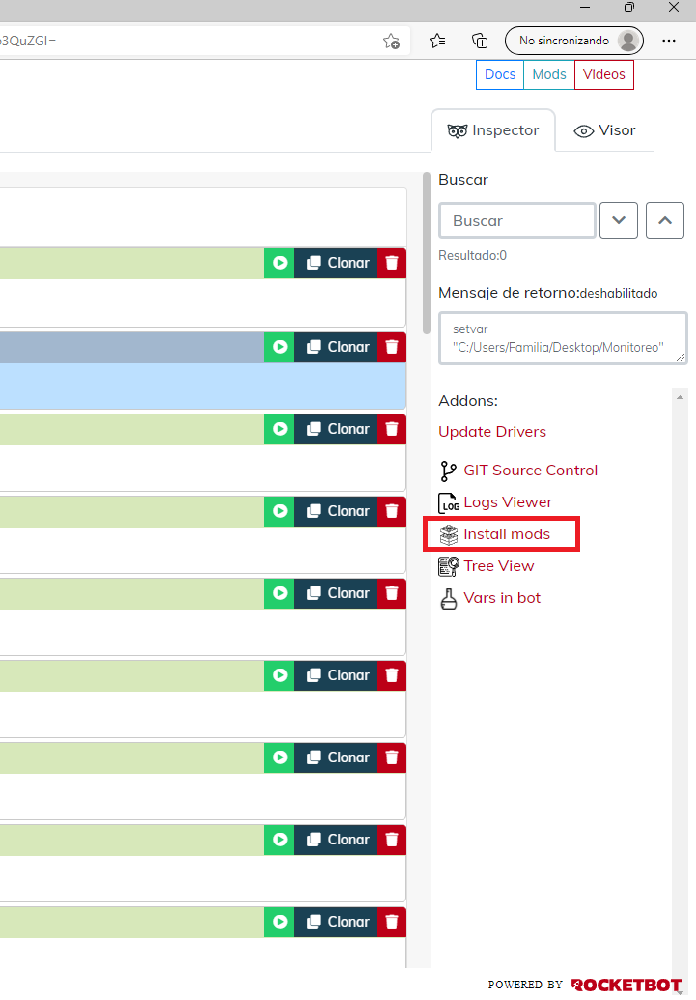 o3QuZGI=
No sincronizando
Docs
Mods
Videos
Inspector
Visor
Buscar
Buscar
Resultado:0
Mensaje de retorno:deshabilitado
setvar
"C:/Users/Familia/Desktop/Monitoreo"
Addons:
Update Drivers
GIT Source Control
LOG
Logs Viewer
Install mods
Tree View
Vars in bot
Clonar
Clonar
Clonar
Clonar
Clonar
Clonar
Clonar
Clonar
Clonar
POWERED BY ROCKETBOT